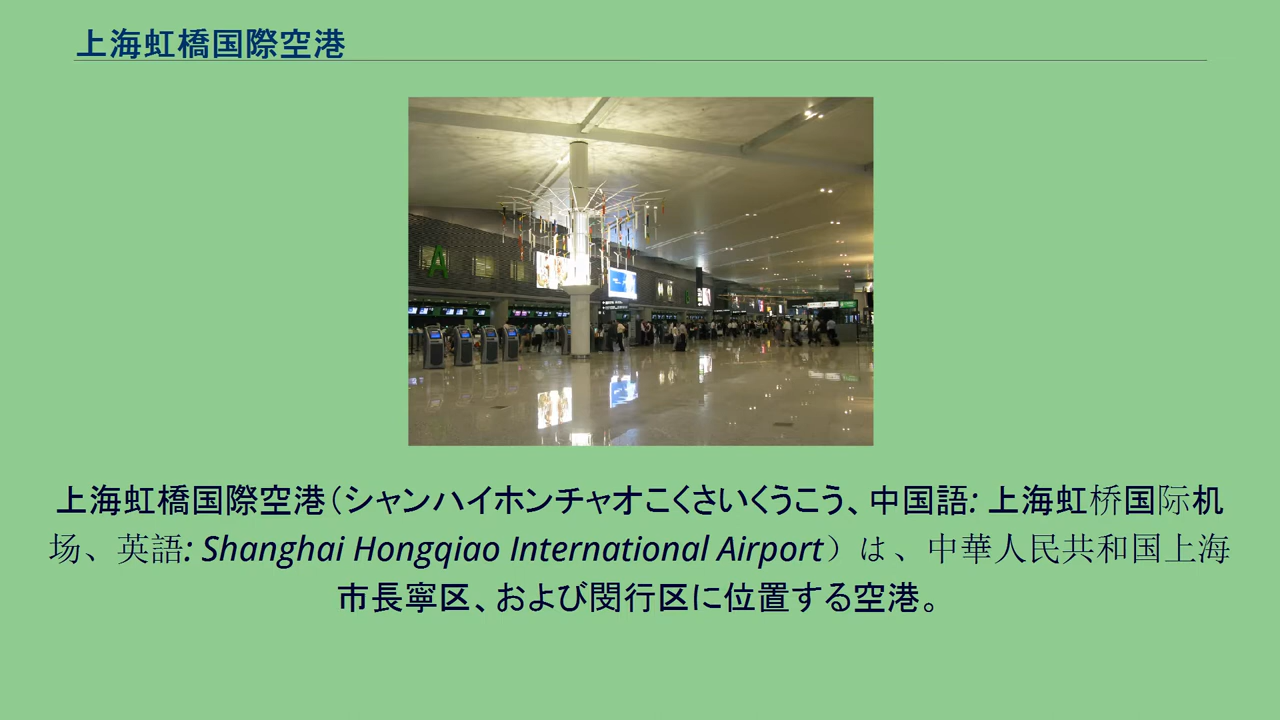 上海虹橋国際空港
A
上海虹橋国際空港（シャンハイホンチャオこくさいくうこう、中国語: 上海虹桥国际机
场、英語: Shanghai Hongqiao International Airport）は、中華人民共和国上海
市長寧区、および閔行区に位置する空港。